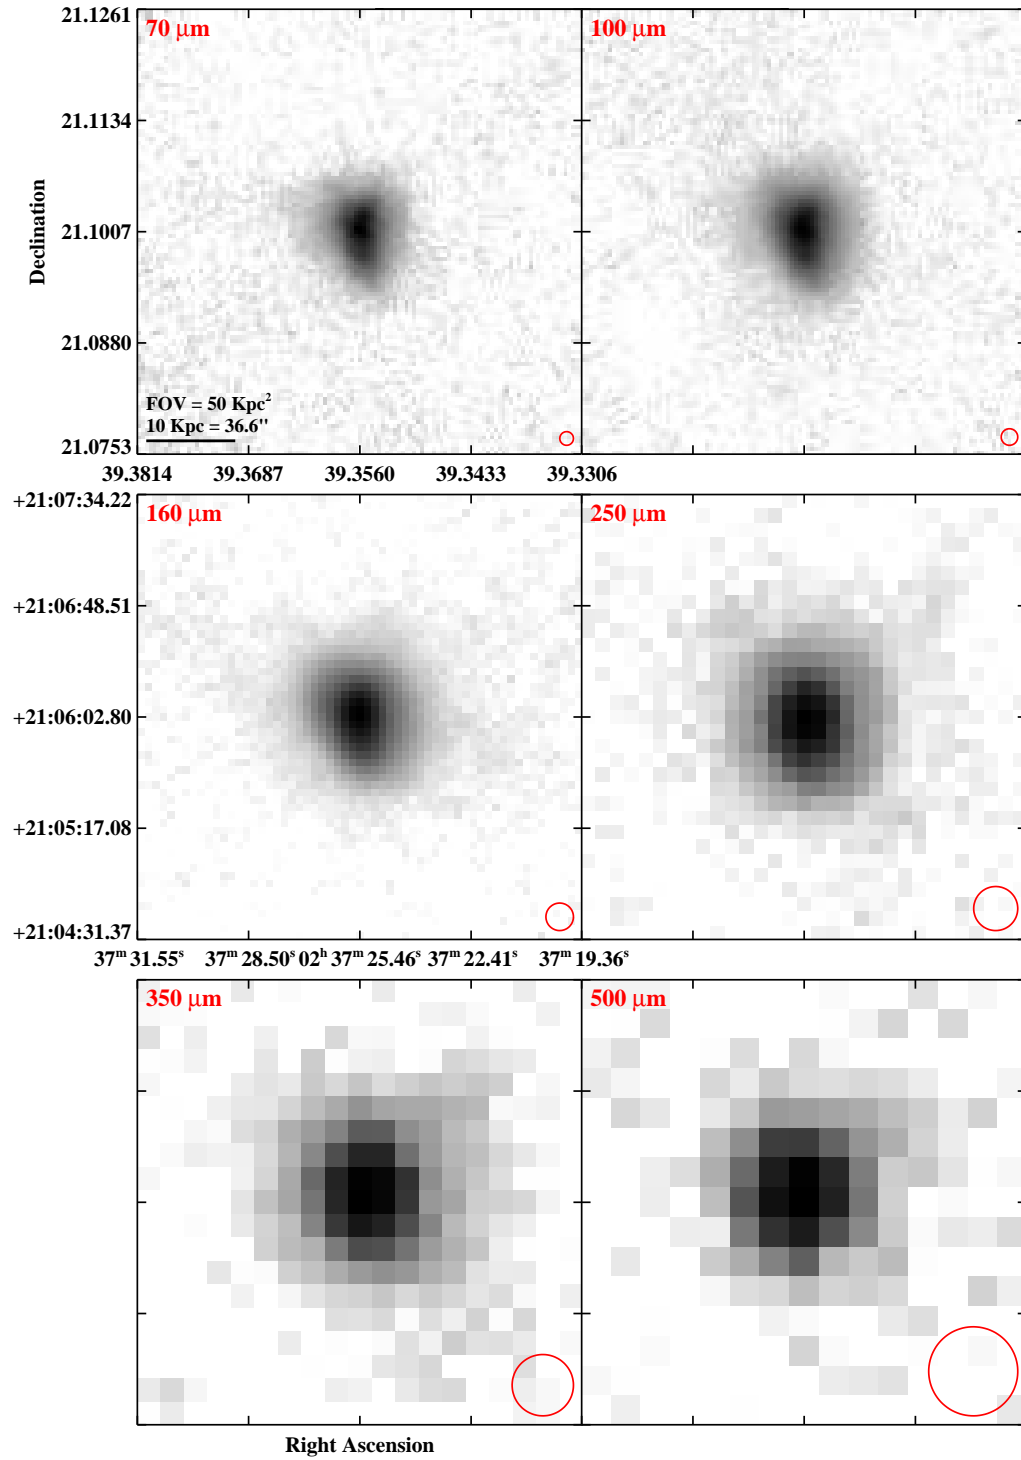 70 μm
100 μm
21.1261
21.1134
21.1007
21.0880
21.0753
Declination
FOV = 50 Kpc²
10 Kpc = 36.6"
39.3814 39.3687 39.3560 39.3433 39.3306
160 μm
250 μm
+21:07:34.22
+21:06:48.51
+21:06:02.80
+21:05:17.08
+21:04:31.37
37ᵐ 31.55ˢ 37ᵐ 28.50ˢ 02ʰ 37ᵐ 25.46ˢ 37ᵐ 22.41ˢ 37ᵐ 19.36ˢ
350 μm
500 μm
Right Ascension